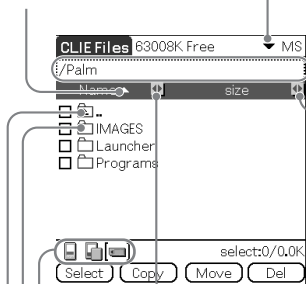 CLIE Files 63008K Free MS
/Palm
Name size
..
IMAGES
Launcher
Programs
select:0/0.0K
Select Copy Move Del